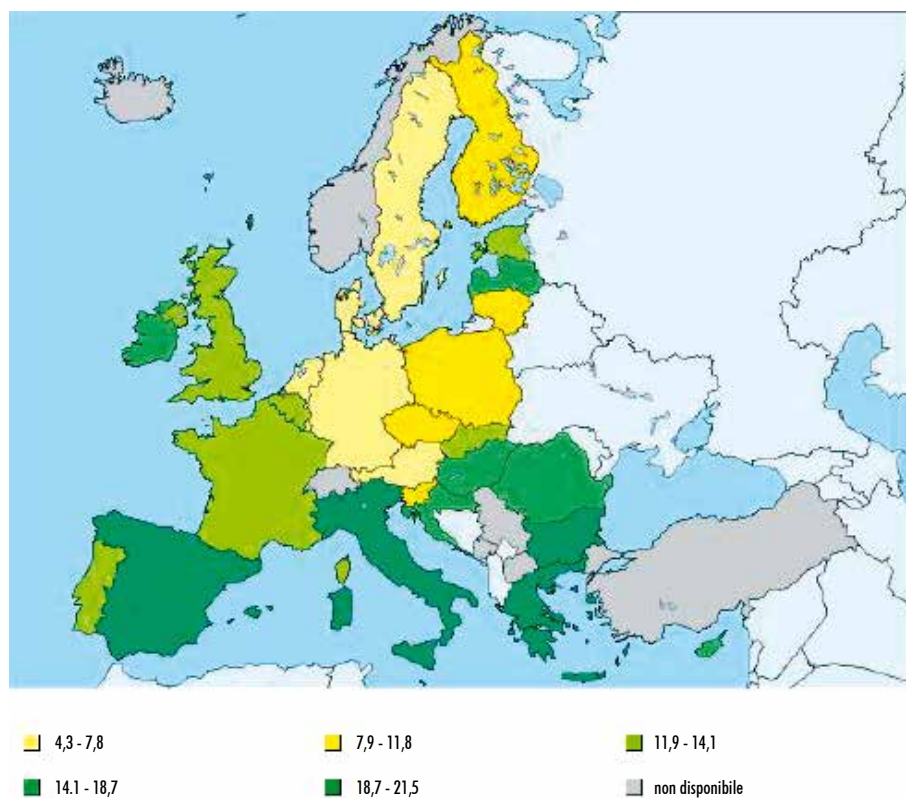 4,3 - 7,8
7,9 - 11,8
11,9 - 14,1
14.1 - 18,7
18,7 - 21,5
non disponibile